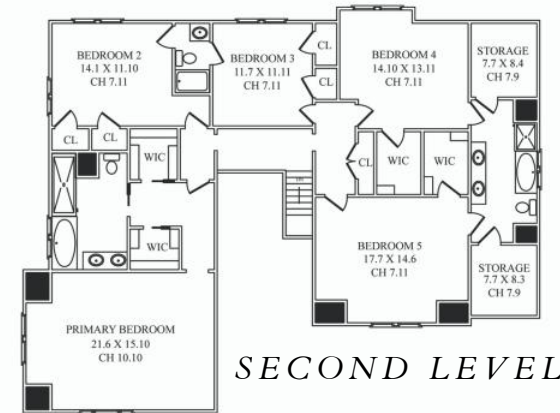 BEDROOM 2
14.1 X 11.10
CH 7.11
BEDROOM 3
11.7 X 11.11
CH 7.11
CL
CL
BEDROOM 4
14.10 X 13.11
CH 7.11
STORAGE
7.7 X 8.4
CH 7.9
CL
CL
WIC
CL
WIC
WIC
WIC
BEDROOM 5
17.7 X 14.6
CH 7.11
STORAGE
7.7 X 8.3
CH 7.9
PRIMARY BEDROOM
21.6 X 15.10
CH 10.10
SECOND LEVEL